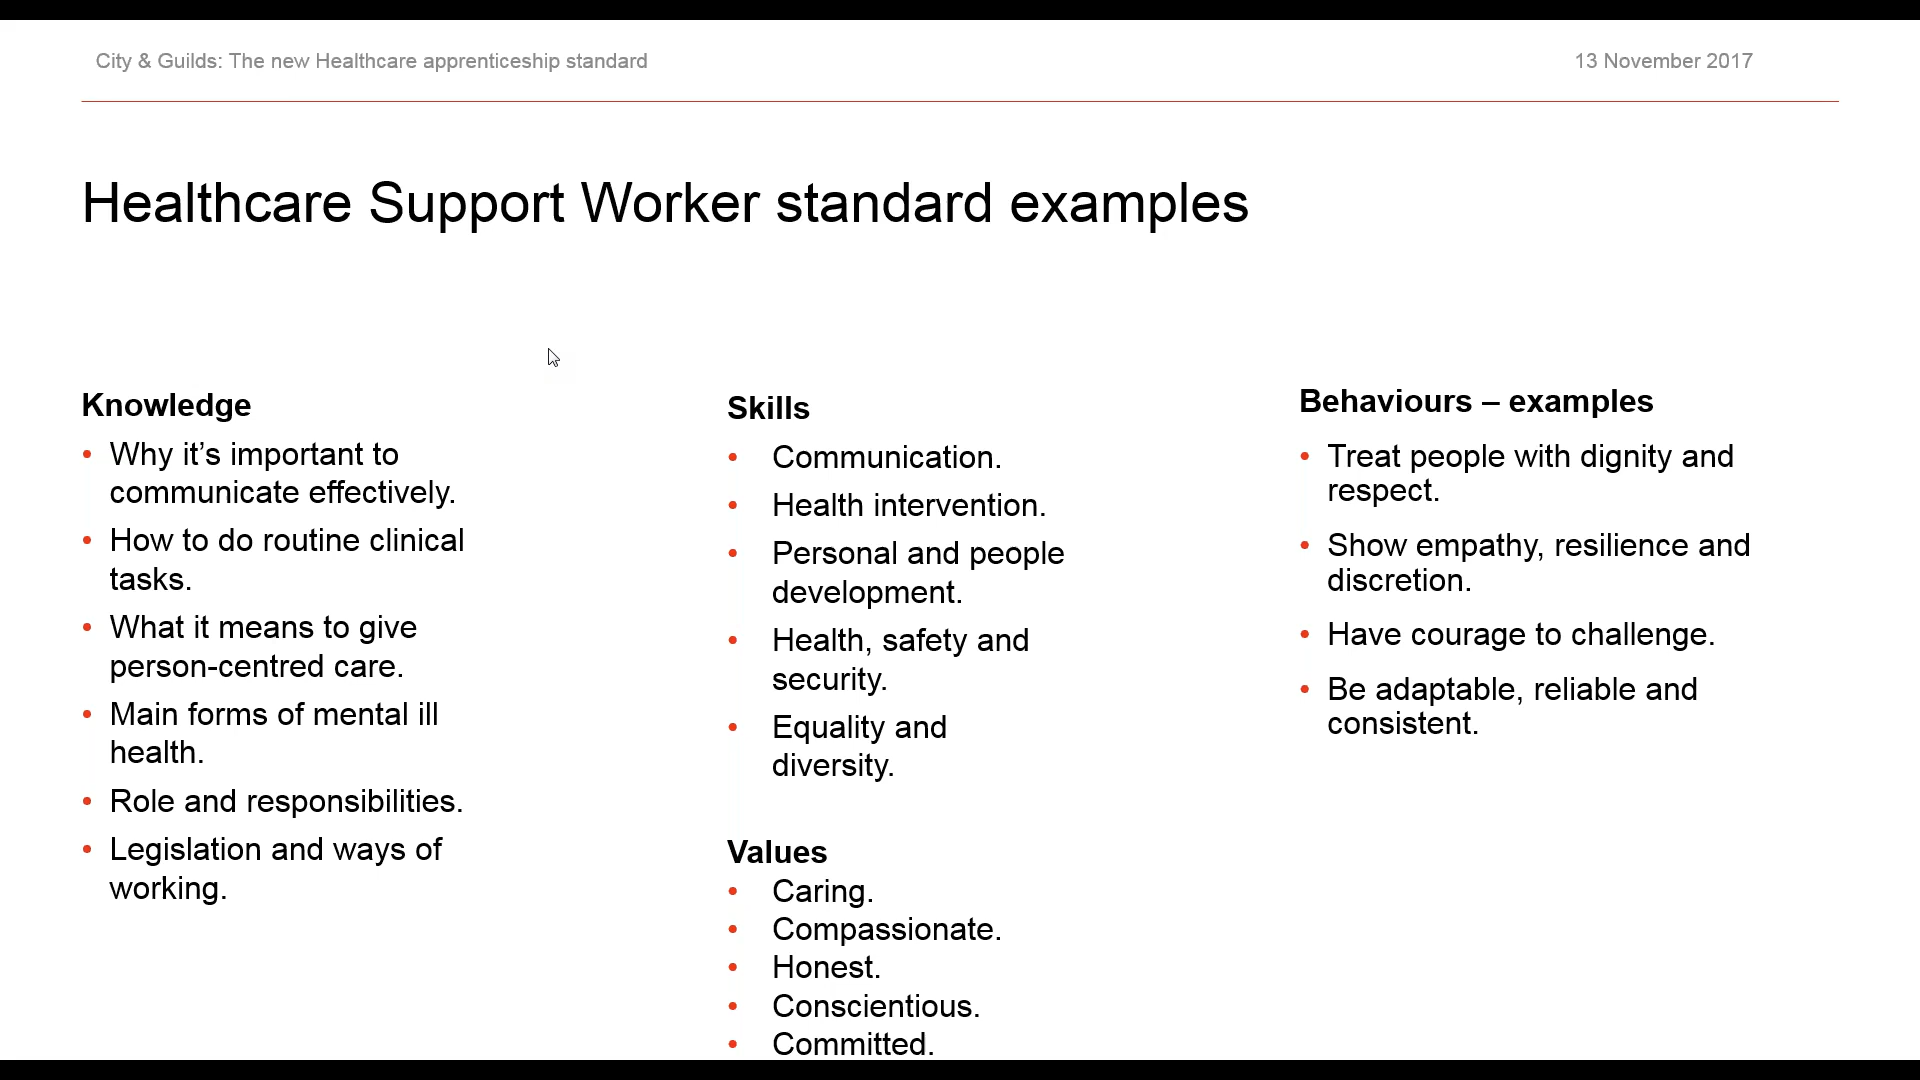 City & Guilds: The new Healthcare apprenticeship standard
13 November 2017
Healthcare Support Worker standard examples
Knowledge
• Why it’s important to
communicate effectively.
• How to do routine clinical
tasks.
• What it means to give
person-centred care.
• Main forms of mental ill
health.
• Role and responsibilities.
• Legislation and ways of
working.
Skills
• Communication.
• Health intervention.
• Personal and people
development.
• Health, safety and
security.
• Equality and
diversity.
Values
• Caring.
• Compassionate.
• Honest.
• Conscientious.
• Committed.
Behaviours – examples
• Treat people with dignity and
respect.
• Show empathy, resilience and
discretion.
• Have courage to challenge.
• Be adaptable, reliable and
consistent.